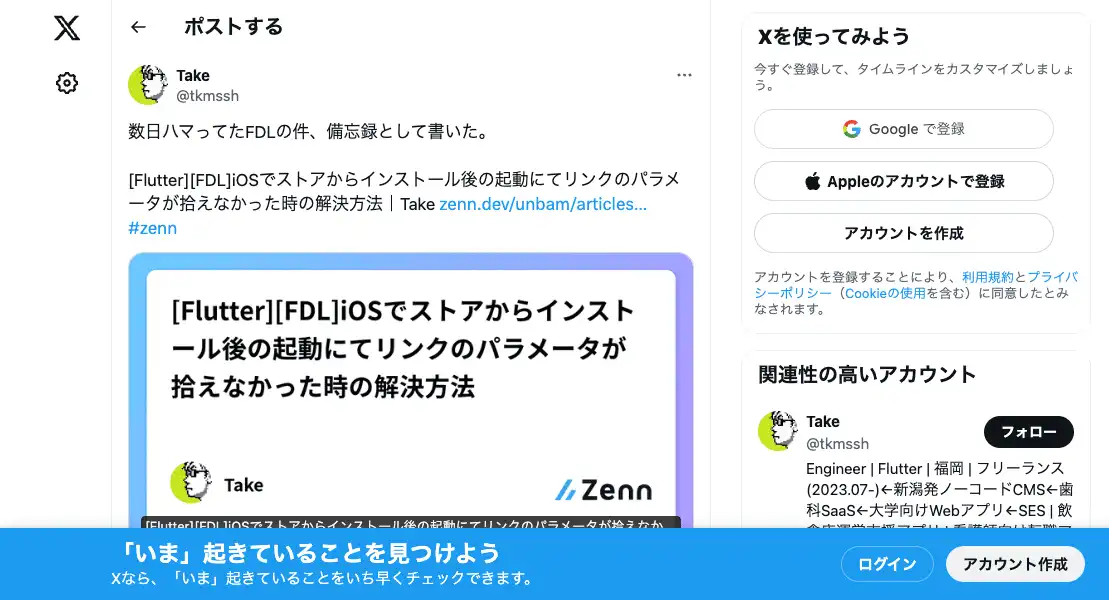 ポストする
Take
@tkmssh
数日ハマってたFDLの件、備忘録として書いた。
[Flutter][FDL]iOSでストアからインストール後の起動にてリンクのパラメ
ータが拾えなかった時の解決方法｜Take zenn.dev/unbam/articles...
#zenn
[Flutter][FDL]iOSでストアからインスト
ール後の起動にてリンクのパラメータが
拾えなかった時の解決方法
Take
Zenn
[Flutter][FDL]iOSでストアからインストール後の起動にてリンクのパラメータが拾えなか
Xを使ってみよう
今すぐ登録して、タイムラインをカスタマイズしましょ
う。
Google で登録
Appleのアカウントで登録
アカウントを作成
アカウントを登録することにより、利用規約とプライバ
シーポリシー（Cookieの使用を含む）に同意したとみ
なされます。
関連性の高いアカウント
Take
@tkmssh
フォロー
Engineer | Flutter | 福岡 | フリーランス
(2023.07-)←新潟発ノーコードCMS←歯
科SaaS←大学向けWebアプリ←SES | 飲
「いま」起きていることを見つけよう
Xなら、「いま」起きていることをいち早くチェックできます。
ログイン
アカウント作成